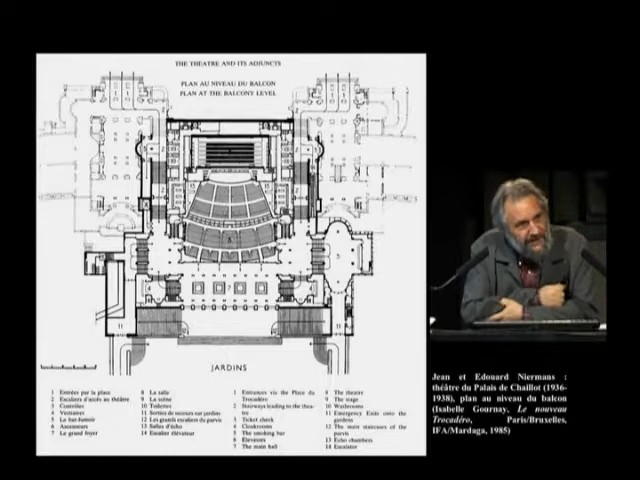 THE THEATRE AND ITS ADJUNCTS
PLAN AU NIVEAU DU BALCON
PLAN AT THE BALCONY LEVEL
JARDINS
1 Entrées par la place
2 Escaliers d'accès au théâtre
3 Contrôles
4 Vestiaires
5 Le bar-fumoir
6 Ascenseurs
7 Le grand foyer
8 La salle
9 La scène
10 Toilettes
11 Sorties de secours sur jardins
12 Les grands escaliers du parvis
13 Salles d'écho
14 Escalier élévateur
1 Entrances via the Place du
Trocadéro
2 Stairways leading to the thea-
tre
3 Ticket check
4 Cloakrooms
5 The smoking bar
6 Elevators
7 The main hall
8 The theatre
9 The stage
10 Washrooms
11 Emergency Exits onto the
gardens
12 The main staircases of the
parvis
13 Echo chambers
14 Escalator
Jean et Edouard Niermans :
théâtre du Palais de Chaillot (1936-
1938), plan au niveau du balcon
(Isabelle Gournay, Le nouveau
Trocadéro, Paris/Bruxelles,
IFA/Mardaga, 1985)